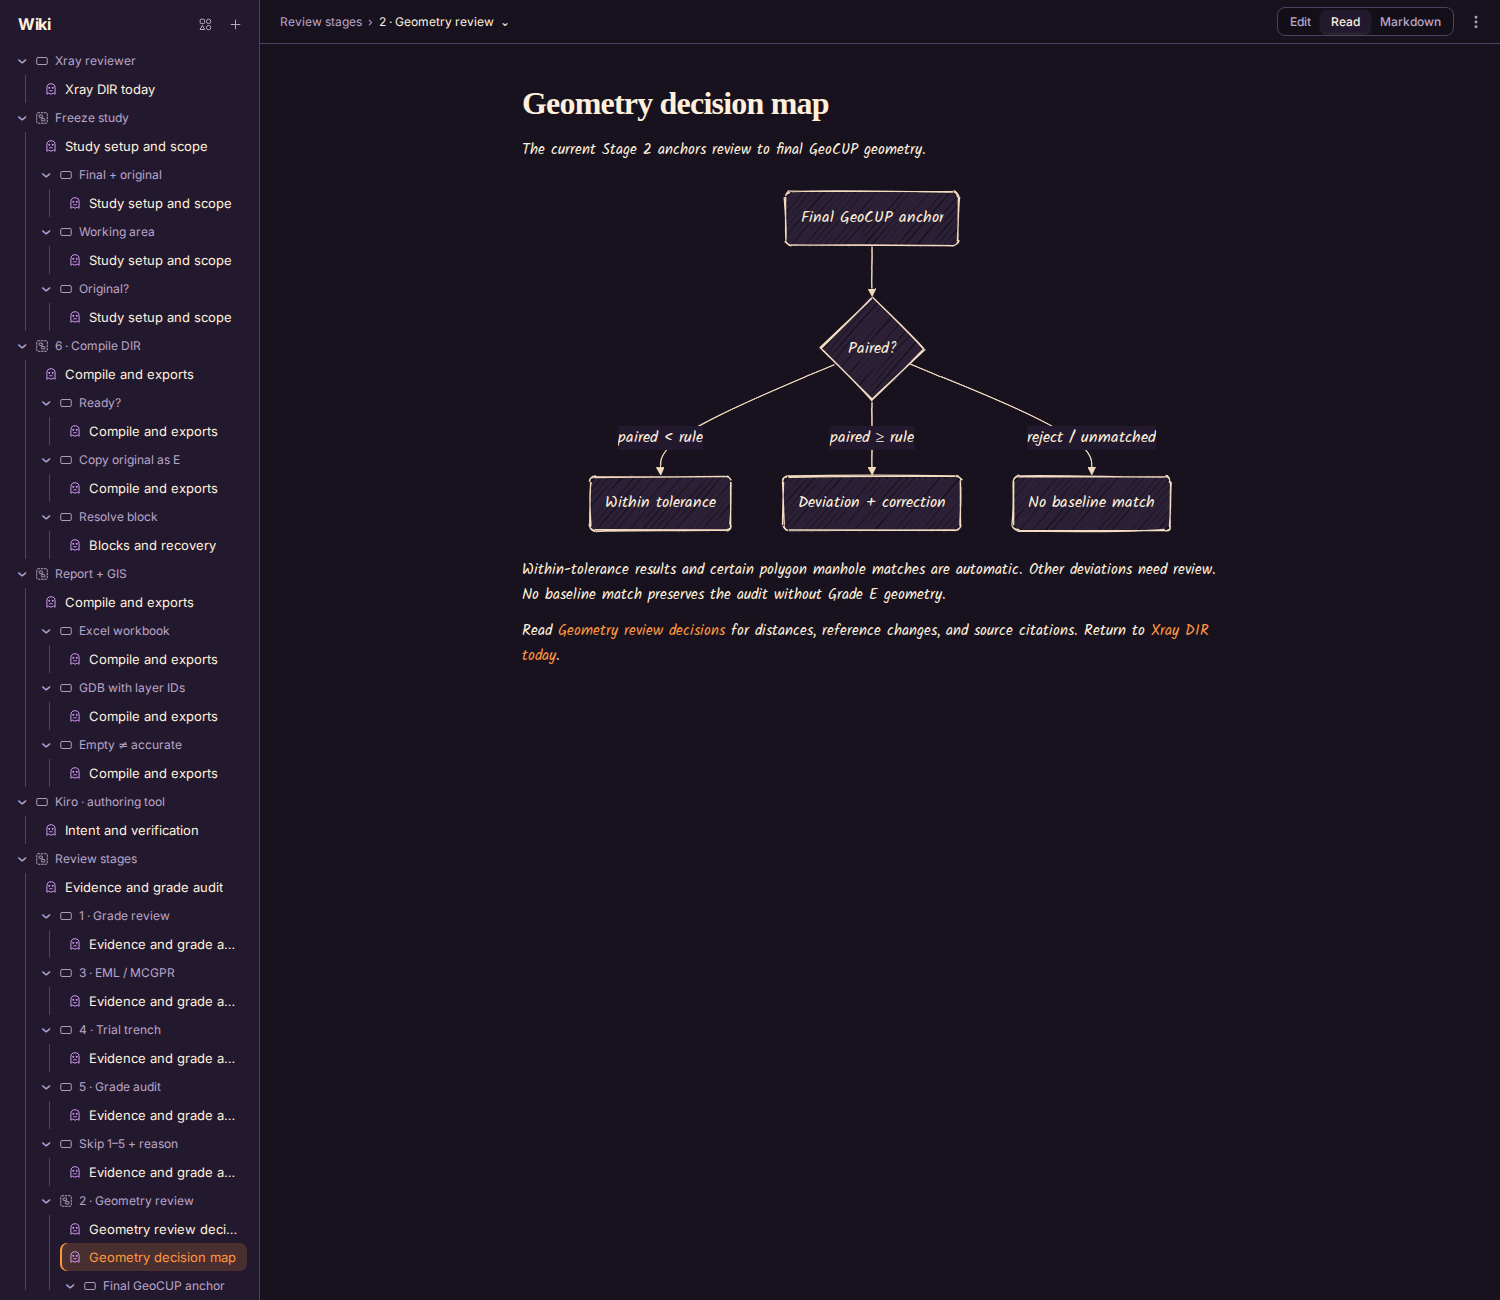 Wiki
Xray reviewer
Xray DIR today
Freeze study
Study setup and scope
Final + original
Study setup and scope
Working area
Study setup and scope
Original?
Study setup and scope
6 · Compile DIR
Compile and exports
Ready?
Compile and exports
Copy original as E
Compile and exports
Resolve block
Blocks and recovery
Report + GIS
Compile and exports
Excel workbook
Compile and exports
GDB with layer IDs
Compile and exports
Empty ≠ accurate
Compile and exports
Kiro · authoring tool
Intent and verification
Review stages
Evidence and grade audit
1 · Grade review
Evidence and grade a...
3 · EML / MCGPR
Evidence and grade a...
4 · Trial trench
Evidence and grade a...
5 · Grade audit
Evidence and grade a...
Skip 1–5 + reason
Evidence and grade a...
2 · Geometry review
Geometry review deci...
Geometry decision map
Final GeoCUP anchor
Review stages › 2 · Geometry review
Edit Read Markdown
Geometry decision map
The current Stage 2 anchors review to final GeoCUP geometry.
Final GeoCUP anchor
Paired?
paired < rule paired ≥ rule reject / unmatched
Within tolerance Deviation + correction No baseline match
Within-tolerance results and certain polygon manhole matches are automatic. Other deviations need review.
No baseline match preserves the audit without Grade E geometry.
Read Geometry review decisions for distances, reference changes, and source citations. Return to Xray DIR
today.